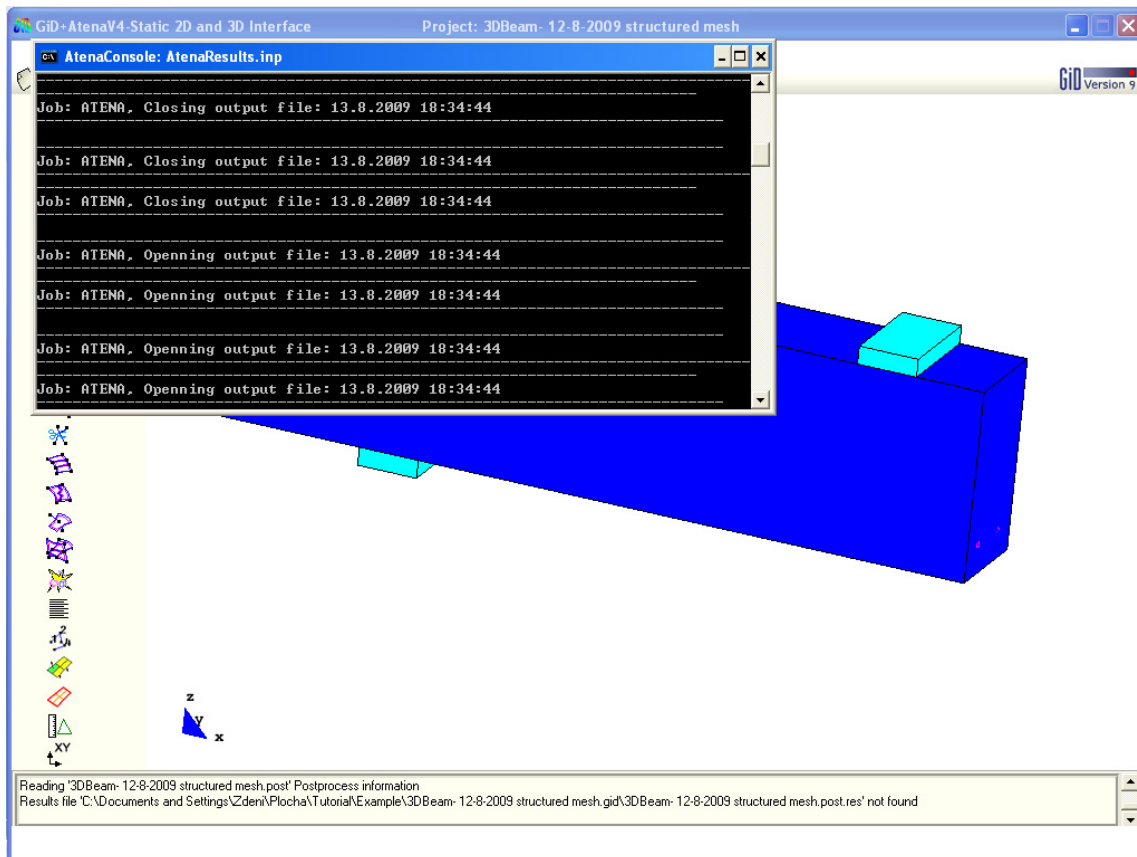 GiD+AtenaV4-Static 2D and 3D Interface Project: 3DBeam- 12-8-2009 structured mesh
AtenaConsole: AtenaResults.inp
GiD Version 9
Job: ATENA, Closing output file: 13.8.2009 18:34:44
Job: ATENA, Closing output file: 13.8.2009 18:34:44
Job: ATENA, Closing output file: 13.8.2009 18:34:44
Job: ATENA, Openning output file: 13.8.2009 18:34:44
Job: ATENA, Openning output file: 13.8.2009 18:34:44
Job: ATENA, Openning output file: 13.8.2009 18:34:44
Job: ATENA, Openning output file: 13.8.2009 18:34:44
z
y
x
XY
Reading '3DBeam- 12-8-2009 structured mesh.post' Postprocess information
Results file 'C:\Documents and Settings\Zdeni\Plocha\Tutorial\Example\3DBeam- 12-8-2009 structured mesh.gid\3DBeam- 12-8-2009 structured mesh.post.res' not found